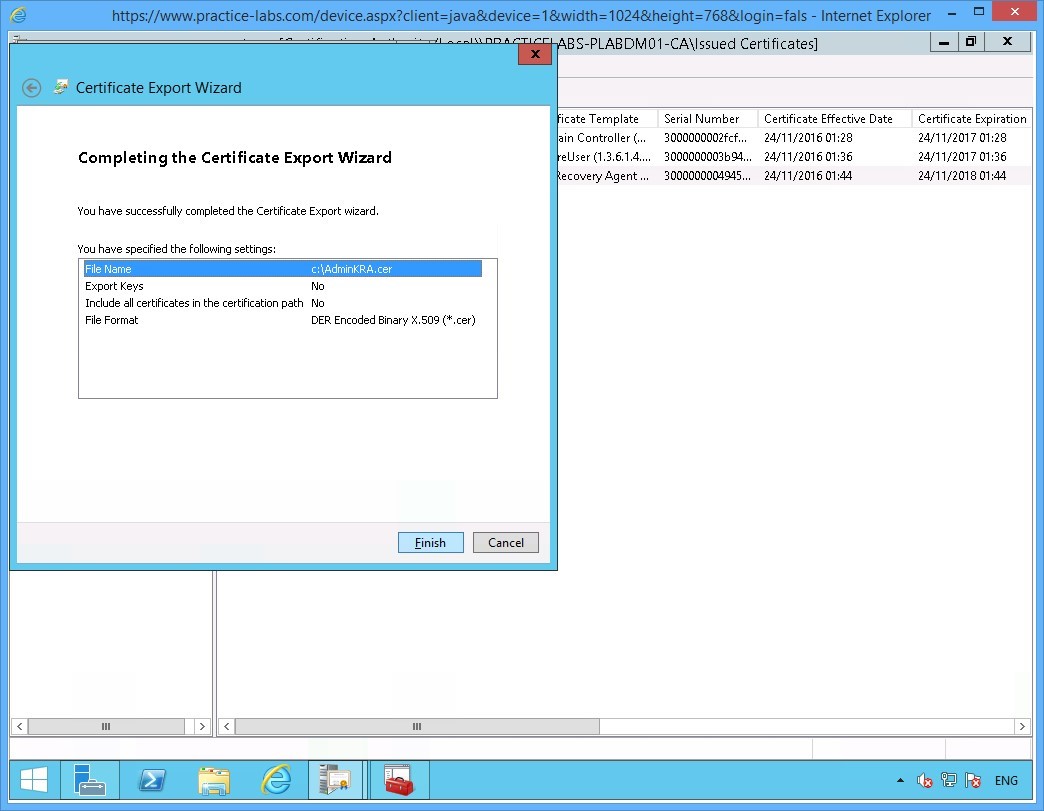 https://www.practice-labs.com/device.aspx?client=java&device=1&width=1024&height=768&login=fals - Internet Explorer
ABS-PLABDM01-CA\Issued Certificates]
Certificate Export Wizard
Completing the Certificate Export Wizard
You have successfully completed the Certificate Export wizard.
You have specified the following settings:
File Name c:\AdminKRA.cer
Export Keys No
Include all certificates in the certification path No
File Format DER Encoded Binary X.509 (*.cer)
Finish Cancel
ficate Template Serial Number Certificate Effective Date Certificate Expiration
ain Controller (... 3000000002fcf... 24/11/2016 01:28 24/11/2017 01:28
reUser (1.3.6.1.4.... 3000000003b94... 24/11/2016 01:36 24/11/2017 01:36
Recovery Agent ... 3000000004945... 24/11/2016 01:44 24/11/2018 01:44
ENG